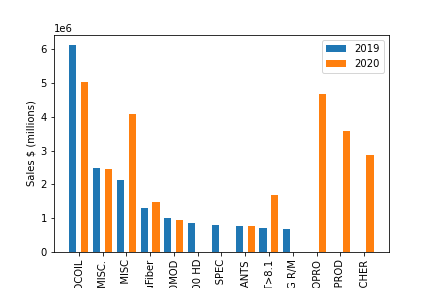 1e6
2019
2020
6
5
4
3
2
1
0
Sales $ (millions)
OCOIL
MISC.
MISC
uFiber
OMOD
00 HD
SPEC
ANTS
T>8.1
G R/M
OPRO
PROD
CHER